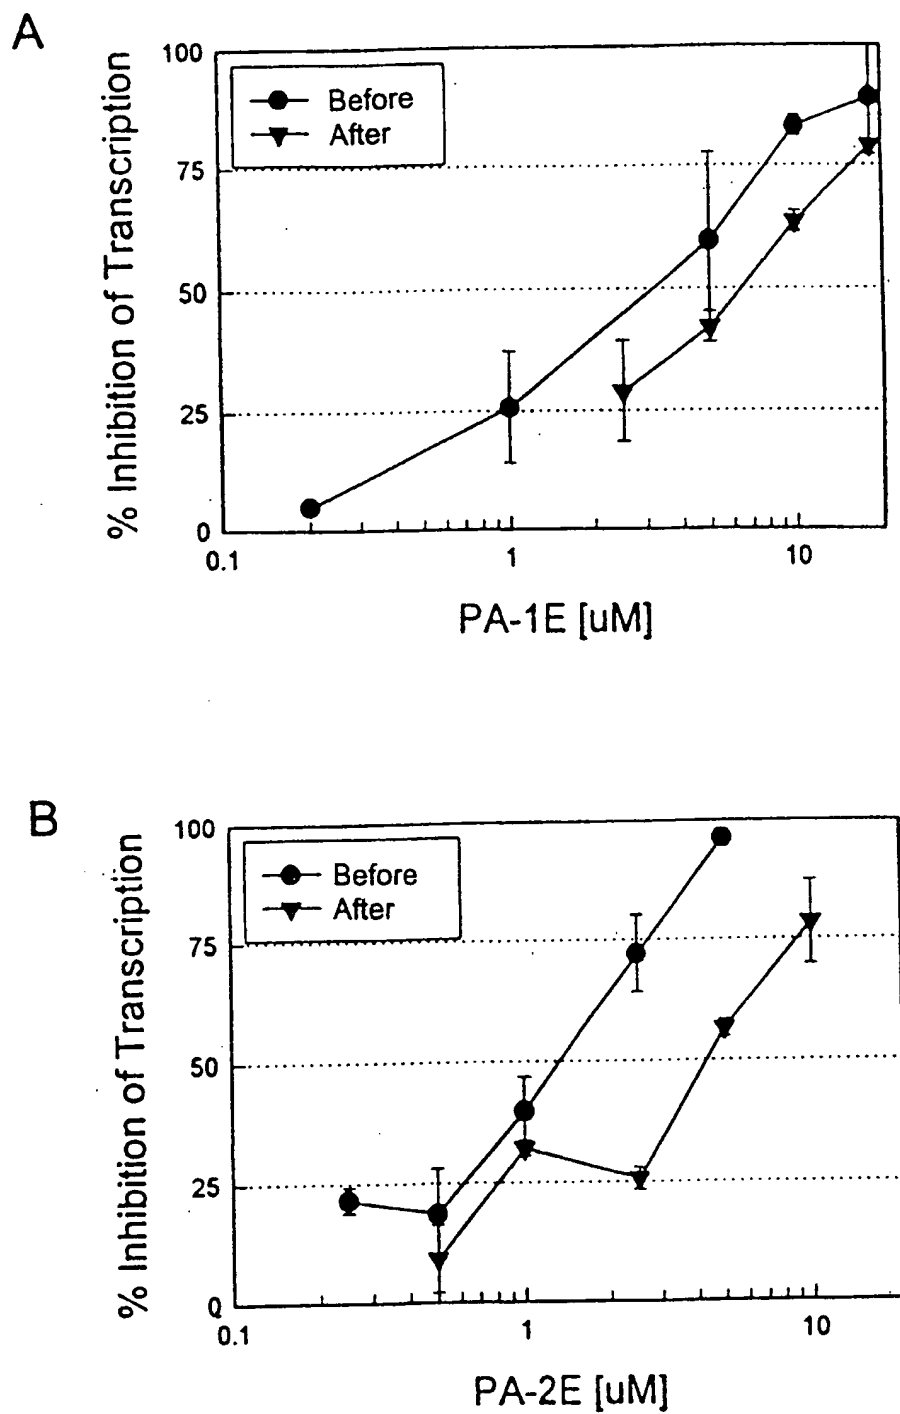 A
% Inhibition of Transcription
100
75
50
25
0
Before
After
0.1
1
10
PA-1E [uM]
B
% Inhibition of Transcription
100
75
50
25
0
Before
After
0.1
1
10
PA-2E [uM]